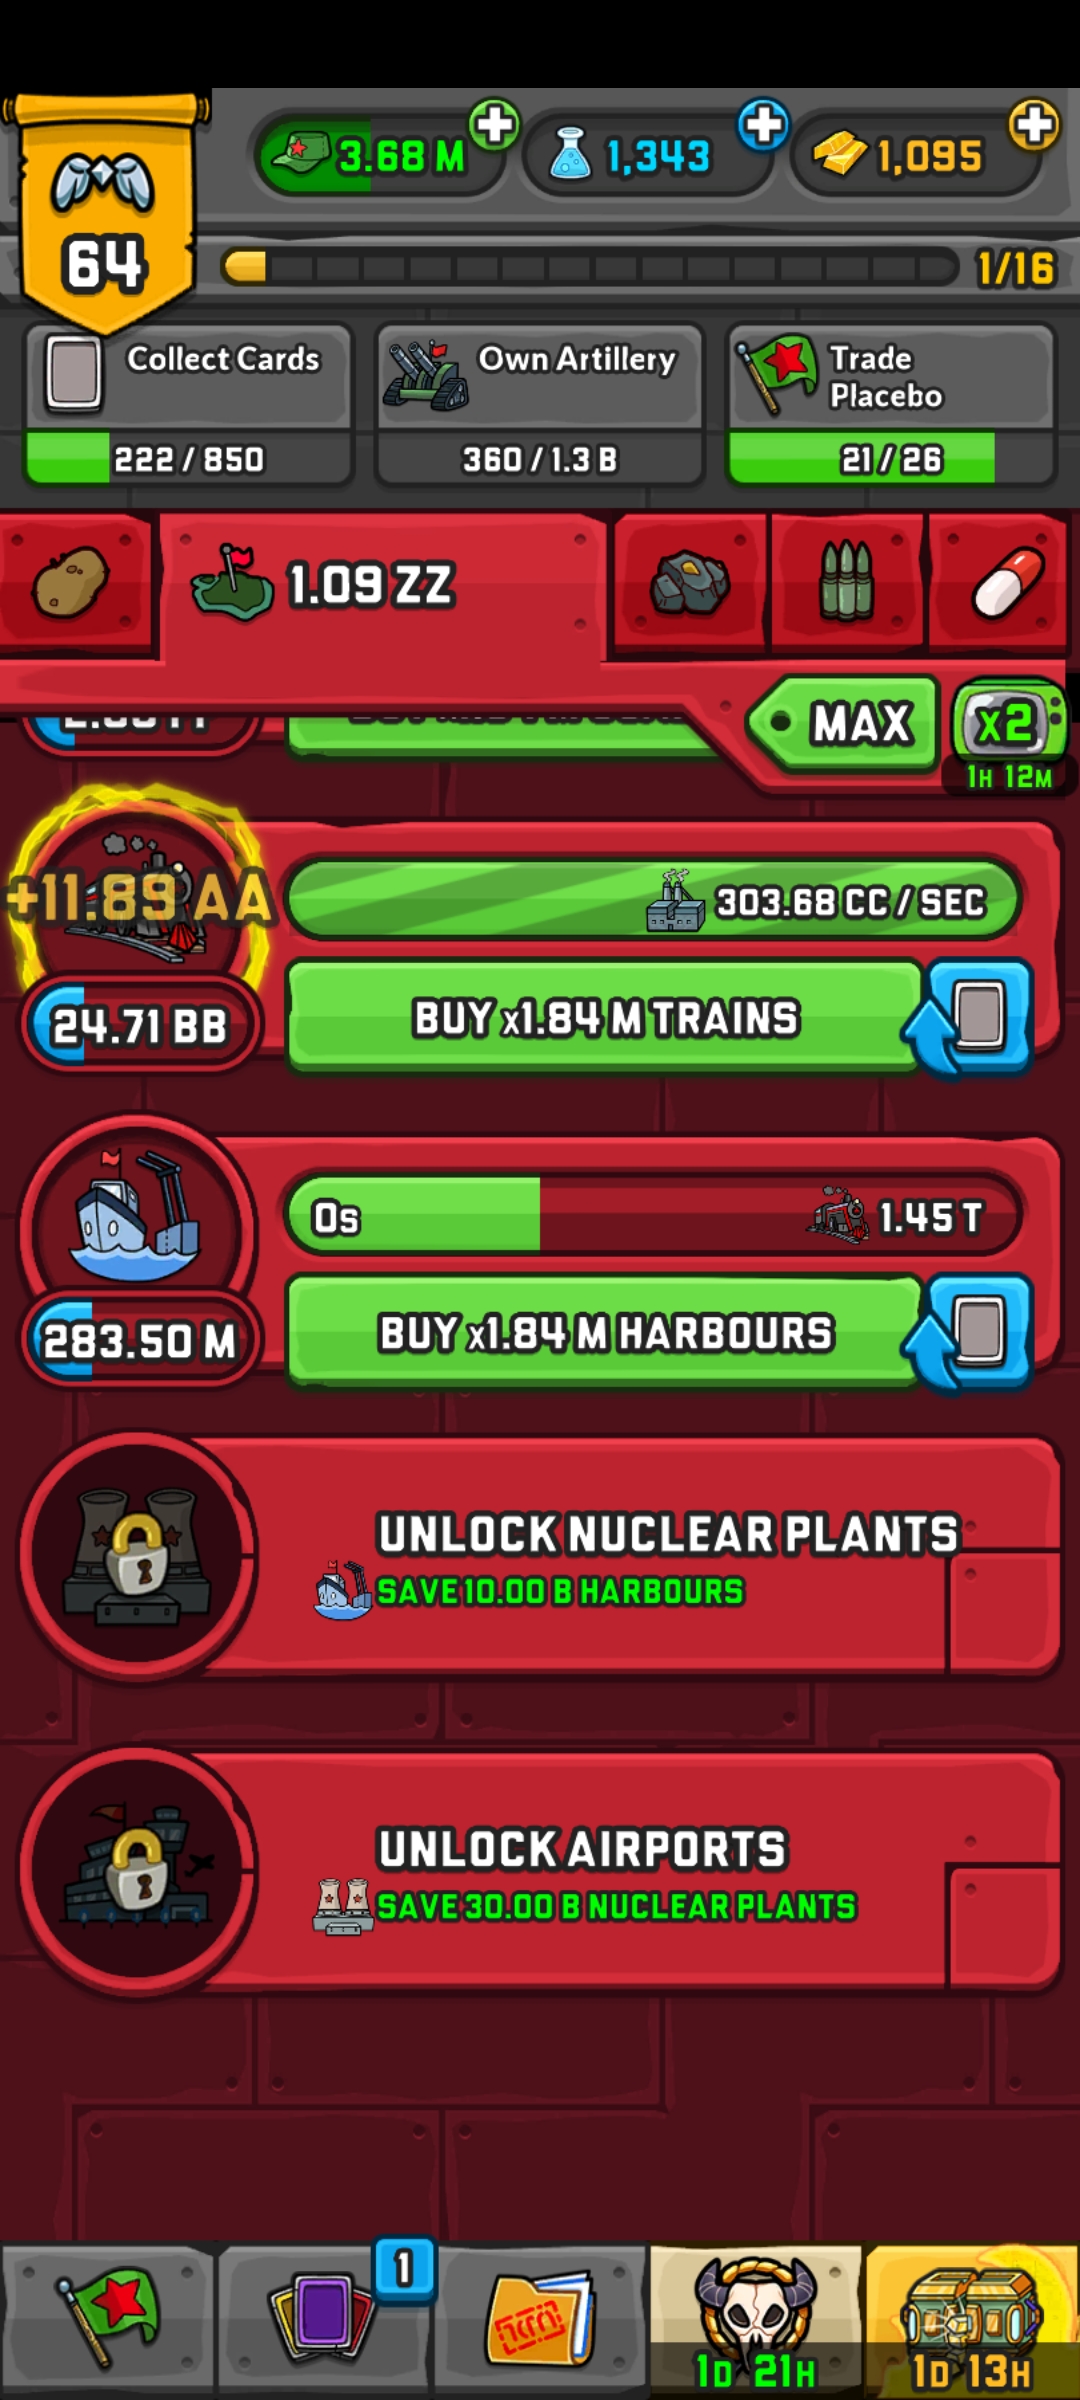 3.68 M
1,343
1,095
64
1/16
Collect Cards
222 / 850
Own Artillery
360 / 1.3 B
Trade
Placebo
21 / 26
1.09 ZZ
MAX
X2
1H 12M
+11.89 AA
303.68 CC / SEC
24.71 BB
BUY x1.84 M TRAINS
0s
1.45 T
283.50 M
BUY x1.84 M HARBOURS
UNLOCK NUCLEAR PLANTS
SAVE 10.00 B HARBOURS
UNLOCK AIRPORTS
SAVE 30.00 B NUCLEAR PLANTS
1
1D 21H
1D 13H